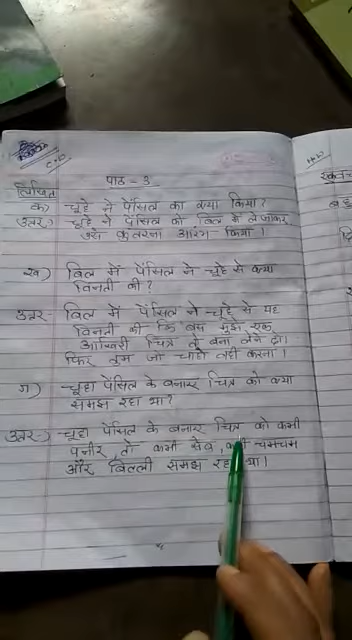 C.W
पाठ - 3
लिखित
क) चूहे ने पेंसिल का क्या किया?
उत्तर-) चूहे ने पेंसिल को बिल में ले जाकर
उसे कुतरना आरंभ किया।
ख) बिल में पेंसिल ने चूहे से क्या
विनती की?
उत्तर- बिल में पेंसिल ने चूहे से यह
विनती की कि बस मुझे एक
आखिरी चित्र तो बना लेने दो।
फिर तुम जो चाहो वही करना।
ग) चूहा पेंसिल के बनाए चित्र को क्या
समझ रहा था?
उत्तर-) चूहा पेंसिल के बनाए चित्र को कभी
पनीर, तो कभी सेब, चमचम
और बिल्ली समझ रहा था।